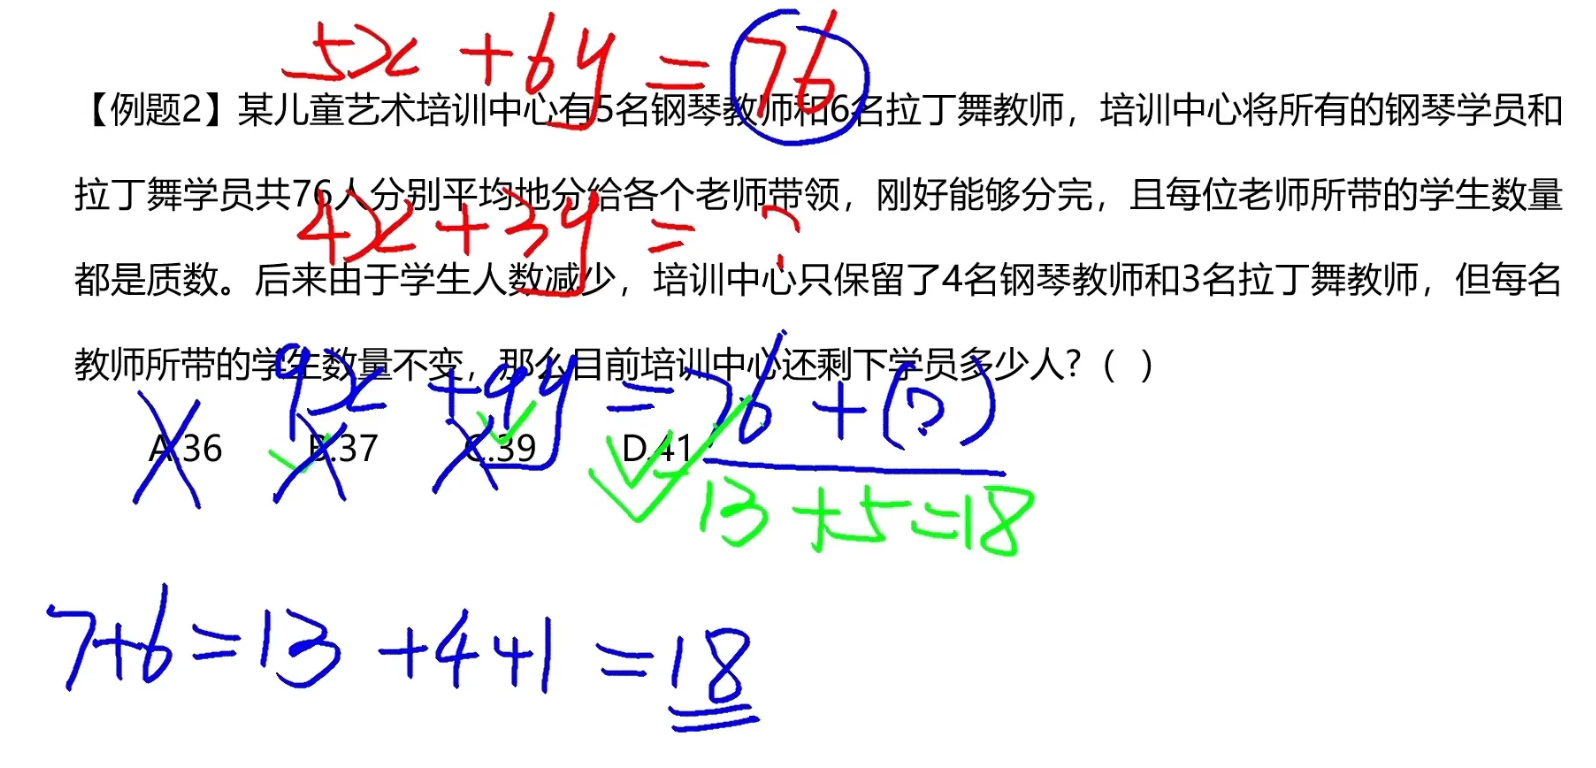 5x+6y=76
【例题2】某儿童艺术培训中心有5名钢琴教师和6名拉丁舞教师，培训中心将所有的钢琴学员和
拉丁舞学员共76人分别平均地分给各个老师带领，刚好能够分完，且每位老师所带的学生数量
4x+3y=?
都是质数。后来由于学生人数减少，培训中心只保留了4名钢琴教师和3名拉丁舞教师，但每名
教师所带的学生数量不变，那么目前培训中心还剩下学员多少人?（ ）
9x+9y=76+(?)
A.36 B.37 C.39 D.41
13+5=18
7+6=13+4+1=18